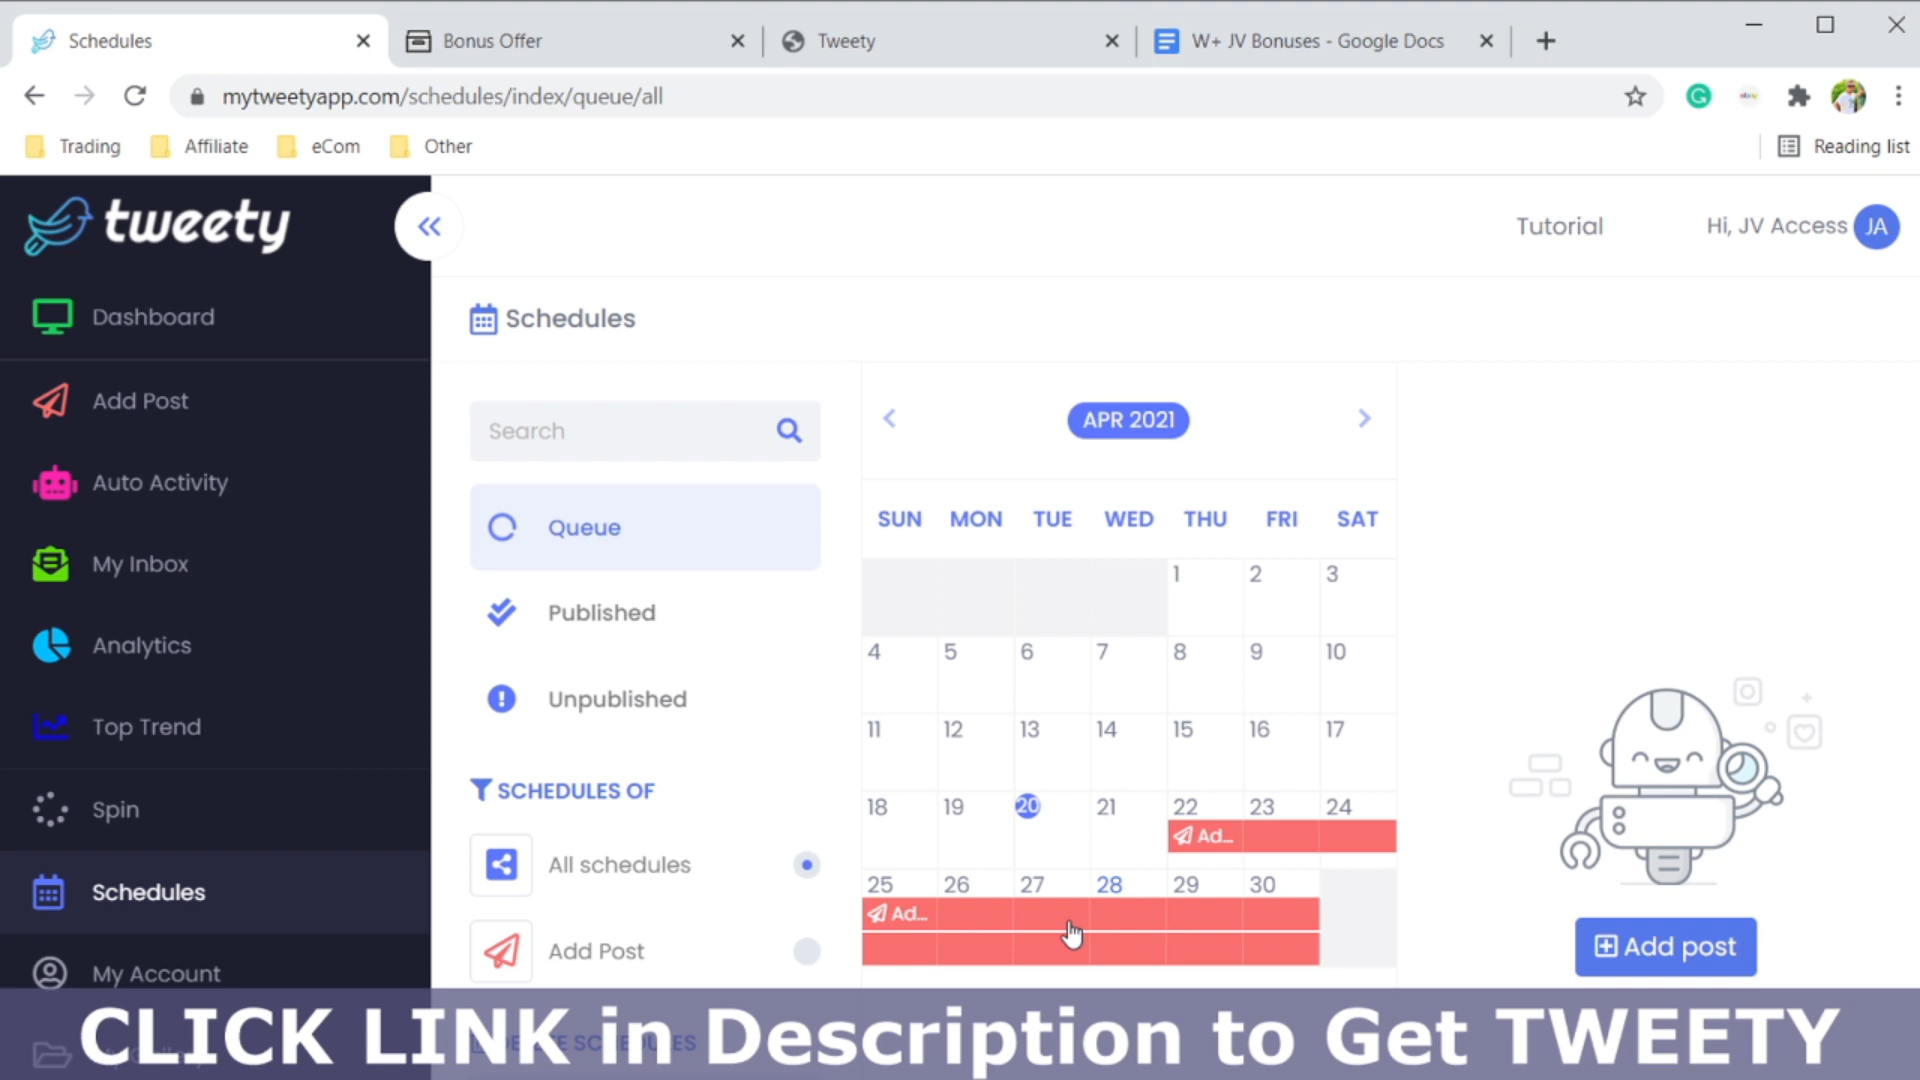 Schedules
Bonus Offer
Tweety
W+ JV Bonuses - Google Docs
mytweetyapp.com/schedules/index/queue/all
Trading
Affiliate
eCom
Other
Reading list
tweety
Tutorial
Hi, JV Access
JA
Dashboard
Add Post
Auto Activity
My Inbox
Analytics
Top Trend
Spin
Schedules
My Account
Schedules
Search
Queue
Published
Unpublished
SCHEDULES OF
All schedules
Add Post
APR 2021
SUN MON TUE WED THU FRI SAT
1 2 3
4 5 6 7 8 9 10
11 12 13 14 15 16 17
18 19 20 21 22 23 24
Ad...
25 26 27 28 29 30
Ad...
Add post
CLICK LINK in Description to Get TWEETY